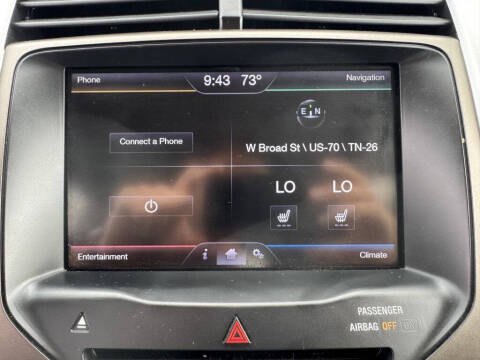 Phone 9:43 73° Navigation
E N
Connect a Phone
W Broad St \ US-70 \ TN-26
LO LO
Entertainment i Climate
PASSENGER
AIRBAG OFF ON